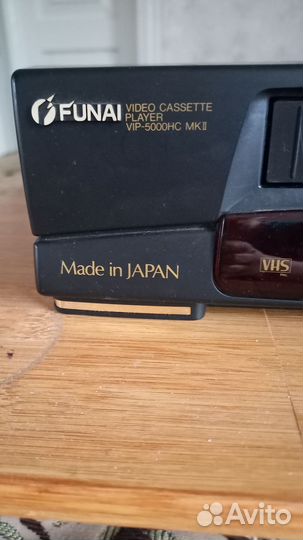 FUNAI
VIDEO CASSETTE
PLAYER
VIP-5000HC MKII
Made in JAPAN
VHS
Avito